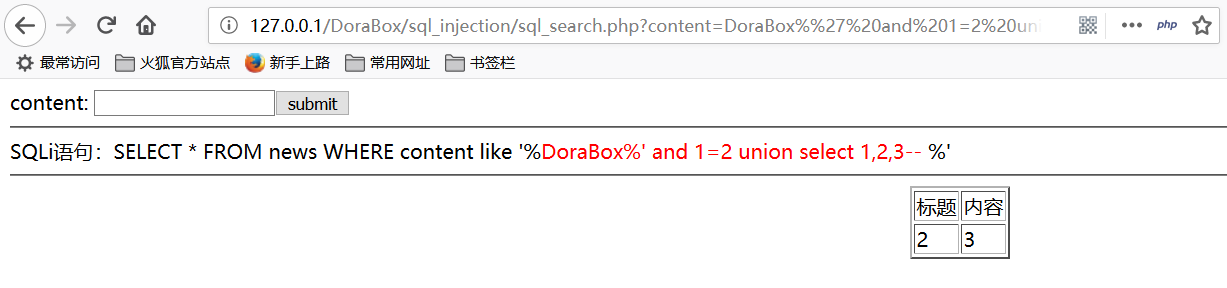 127.0.0.1/DoraBox/sql_injection/sql_search.php?content=DoraBox%%27%20and%201=2%20uni
php
最常访问 火狐官方站点 新手上路 常用网址 书签栏
content: submit
SQLi语句：SELECT * FROM news WHERE content like '%DoraBox%' and 1=2 union select 1,2,3-- %'
标题 内容
2 3